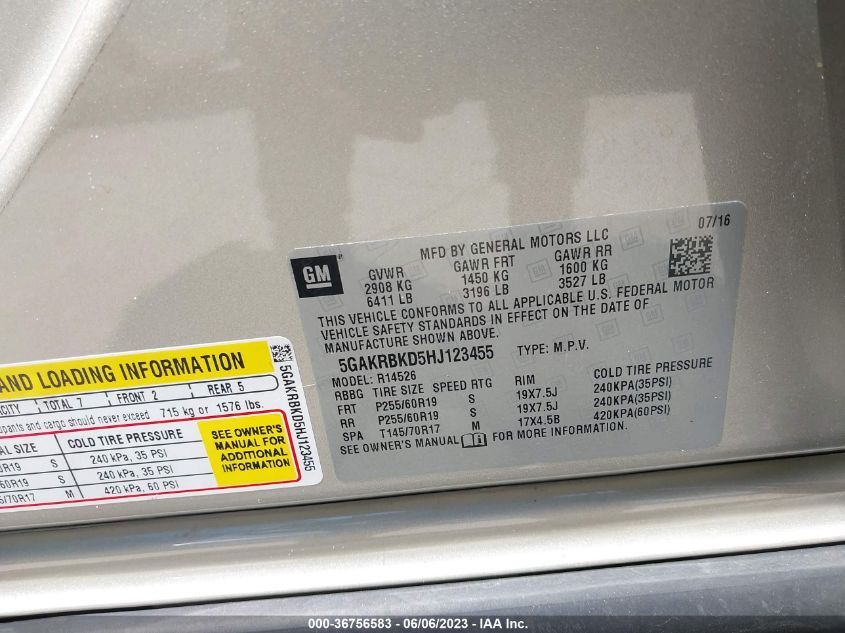 07/16
MFD BY GENERAL MOTORS LLC
GM
GVWR GAWR FRT GAWR RR
2908 KG 1450 KG 1600 KG
6411 LB 3196 LB 3527 LB
THIS VEHICLE CONFORMS TO ALL APPLICABLE U.S. FEDERAL MOTOR
VEHICLE SAFETY STANDARDS IN EFFECT ON THE DATE OF
MANUFACTURE SHOWN ABOVE.
5GAKRBKD5HJ123455 TYPE: M.P.V.
MODEL: R14526
RBBG TIRE SIZE SPEED RTG RIM COLD TIRE PRESSURE
FRT P255/60R19 S 19X7.5J 240KPA(35PSI)
RR P255/60R19 S 19X7.5J 240KPA(35PSI)
SPA T145/70R17 M 17X4.5B 420KPA(60PSI)
SEE OWNER'S MANUAL i FOR MORE INFORMATION.
AND LOADING INFORMATION
TOTAL 7 FRONT 2 REAR 5
and cargo should never exceed 715 kg or 1576 lbs.
SIZE COLD TIRE PRESSURE
S 240 kPa, 35 PSI
S 240 kPa, 35 PSI
M 420 kPa, 60 PSI
SEE OWNER'S
MANUAL FOR
ADDITIONAL
INFORMATION
5GAKRBKD5HJ123455
000-36756583 - 06/06/2023 - © IAA Inc.